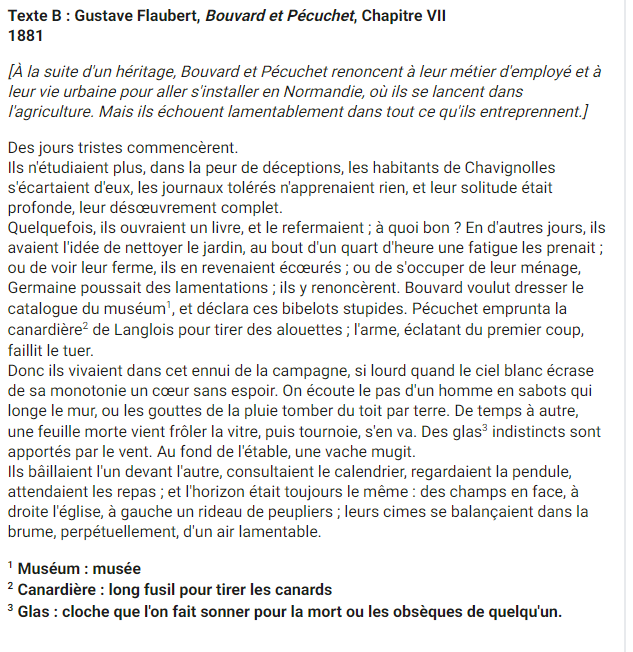 Texte B : Gustave Flaubert, Bouvard et Pécuchet, Chapitre VII
1881
[À la suite d'un héritage, Bouvard et Pécuchet renoncent à leur métier d'employé et à
leur vie urbaine pour aller s'installer en Normandie, où ils se lancent dans
l'agriculture. Mais ils échouent lamentablement dans tout ce qu'ils entreprennent.]
Des jours tristes commencèrent.
Ils n'étudiaient plus, dans la peur de déceptions, les habitants de Chavignolles
s'écartaient d'eux, les journaux tolérés n'apprenaient rien, et leur solitude était
profonde, leur désœuvrement complet.
Quelquefois, ils ouvraient un livre, et le refermaient ; à quoi bon ? En d'autres jours, ils
avaient l'idée de nettoyer le jardin, au bout d'un quart d'heure une fatigue les prenait ;
ou de voir leur ferme, ils en revenaient écœurés ; ou de s'occuper de leur ménage,
Germaine poussait des lamentations ; ils y renoncèrent. Bouvard voulut dresser le
catalogue du muséum¹, et déclara ces bibelots stupides. Pécuchet emprunta la
canardière² de Langlois pour tirer des alouettes ; l'arme, éclatant du premier coup,
faillit le tuer.
Donc ils vivaient dans cet ennui de la campagne, si lourd quand le ciel blanc écrase
de sa monotonie un cœur sans espoir. On écoute le pas d'un homme en sabots qui
longe le mur, ou les gouttes de la pluie tomber du toit par terre. De temps à autre,
une feuille morte vient frôler la vitre, puis tournoie, s'en va. Des glas³ indistincts sont
apportés par le vent. Au fond de l'étable, une vache mugit.
Ils bâillaient l'un devant l'autre, consultaient le calendrier, regardaient la pendule,
attendaient les repas ; et l'horizon était toujours le même : des champs en face, à
droite l'église, à gauche un rideau de peupliers ; leurs cimes se balançaient dans la
brume, perpétuellement, d'un air lamentable.
¹ Muséum : musée
² Canardière : long fusil pour tirer les canards
³ Glas : cloche que l'on fait sonner pour la mort ou les obsèques de quelqu'un.